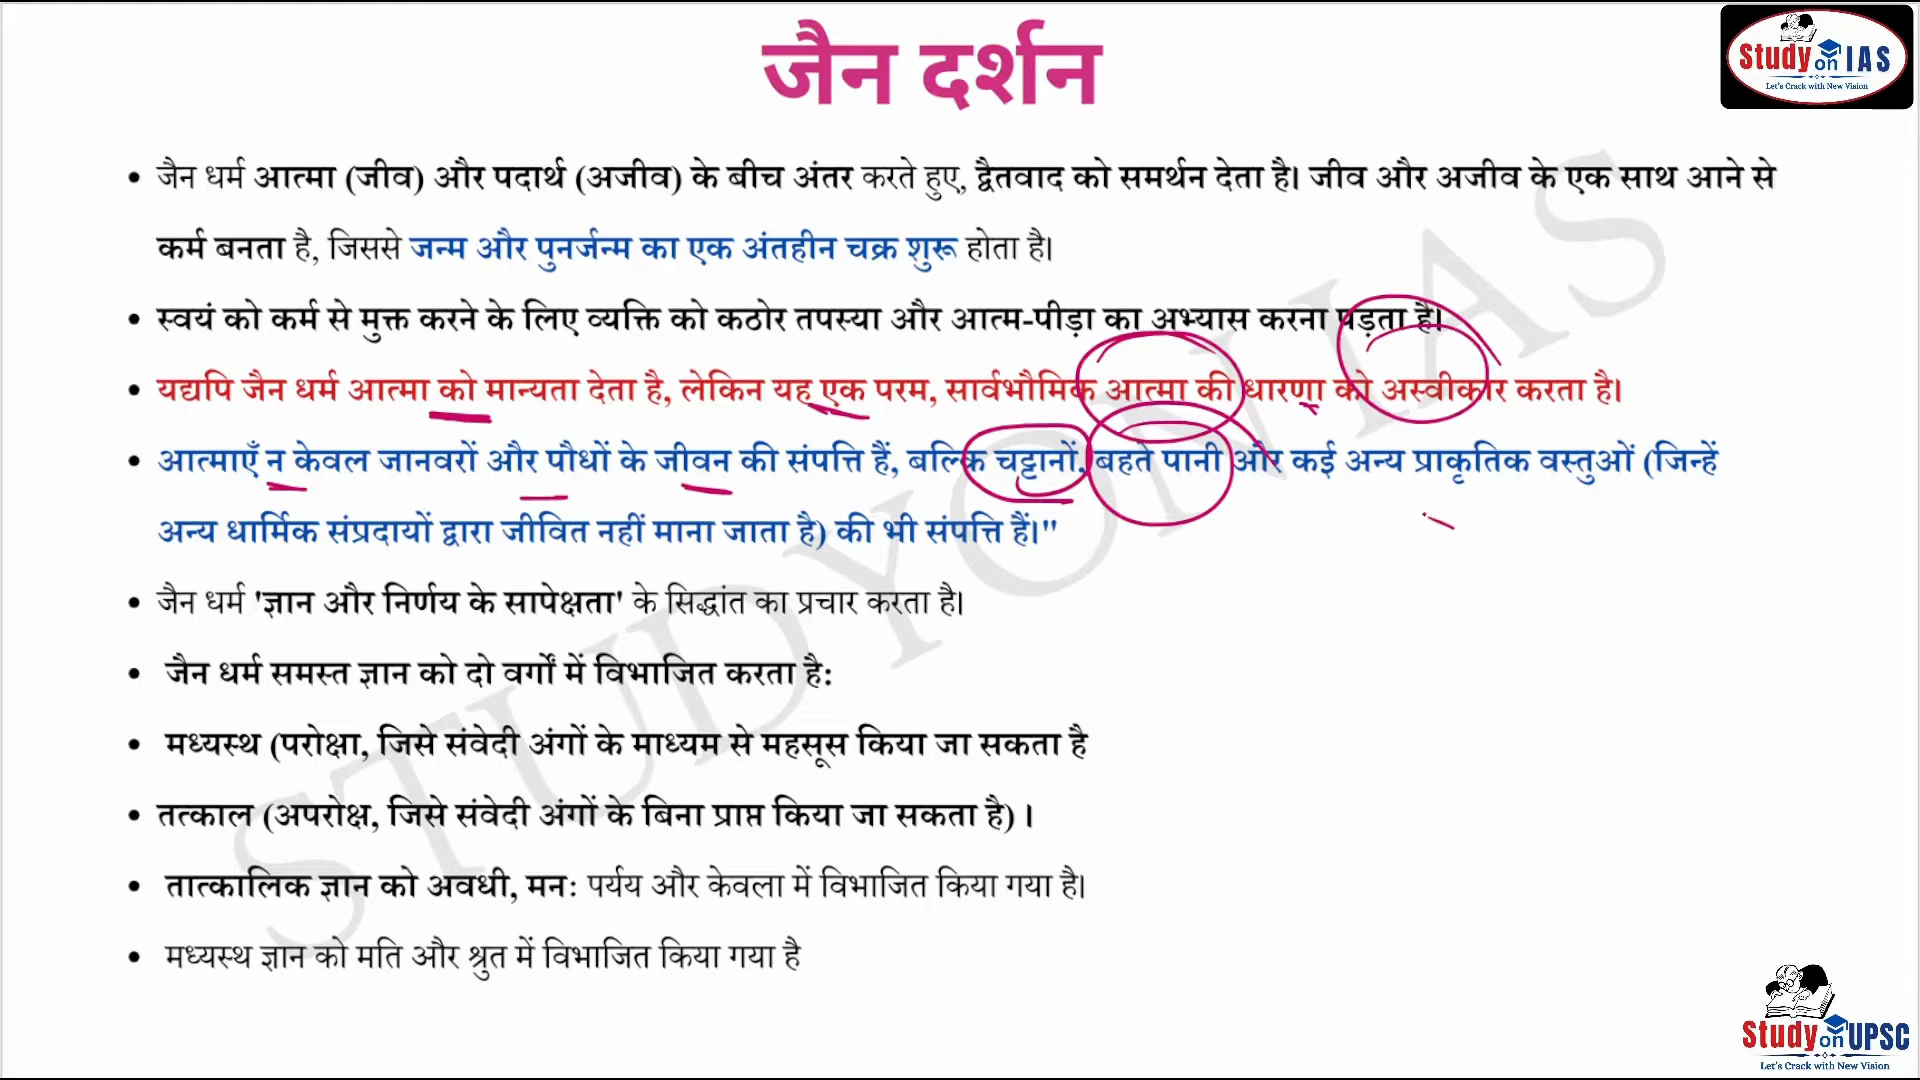 जैन दर्शन
Study on IAS
Let's Crack with New Vision
• जैन धर्म आत्मा (जीव) और पदार्थ (अजीव) के बीच अंतर करते हुए, द्वैतवाद को समर्थन देता है। जीव और अजीव के एक साथ आने से
कर्म बनता है, जिससे जन्म और पुनर्जन्म का एक अंतहीन चक्र शुरू होता है।
• स्वयं को कर्म से मुक्त करने के लिए व्यक्ति को कठोर तपस्या और आत्म-पीड़ा का अभ्यास करना पड़ता है।
• यद्यपि जैन धर्म आत्मा को मान्यता देता है, लेकिन यह एक परम, सार्वभौमिक आत्मा की धारणा को अस्वीकार करता है।
• आत्माएँ न केवल जानवरों और पौधों के जीवन की संपत्ति हैं, बल्कि चट्टानों, बहते पानी और कई अन्य प्राकृतिक वस्तुओं (जिन्हें
अन्य धार्मिक संप्रदायों द्वारा जीवित नहीं माना जाता है) की भी संपत्ति हैं।"
• जैन धर्म 'ज्ञान और निर्णय के सापेक्षता' के सिद्धांत का प्रचार करता है।
• जैन धर्म समस्त ज्ञान को दो वर्गों में विभाजित करता है:
• मध्यस्थ (परोक्षा, जिसे संवेदी अंगों के माध्यम से महसूस किया जा सकता है
• तत्काल (अपरोक्ष, जिसे संवेदी अंगों के बिना प्राप्त किया जा सकता है) ।
• तात्कालिक ज्ञान को अवधी, मन: पर्यय और केवला में विभाजित किया गया है।
• मध्यस्थ ज्ञान को मति और श्रुत में विभाजित किया गया है
STUDY ON IAS
Study on UPSC
Let's Crack with New Vision